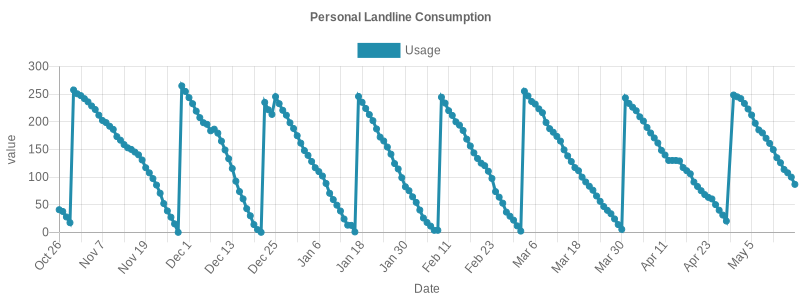 Personal Landline Consumption
Usage
value
300
250
200
150
100
50
0
Oct 26
Nov 7
Nov 19
Dec 1
Dec 13
Dec 25
Jan 6
Jan 18
Jan 30
Feb 11
Feb 23
Mar 6
Mar 18
Mar 30
Apr 11
Apr 23
May 5
Date